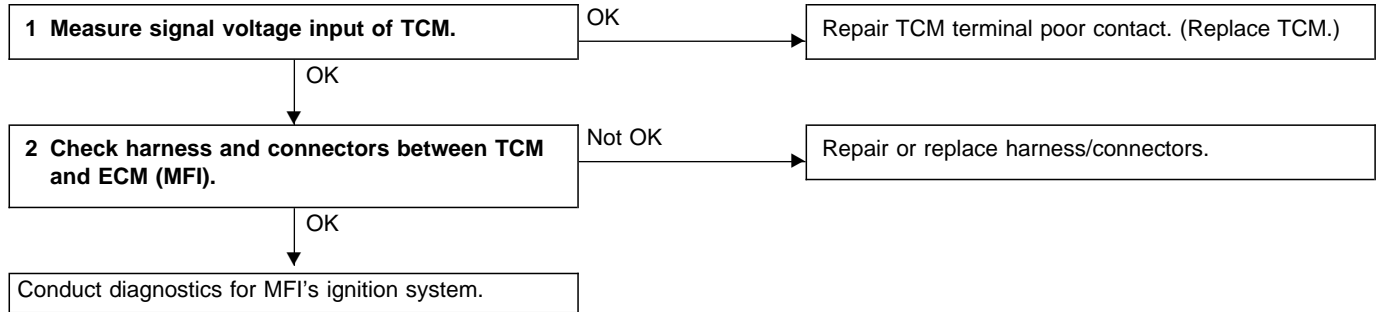 1 Measure signal voltage input of TCM.
OK
Repair TCM terminal poor contact. (Replace TCM.)
OK
2 Check harness and connectors between TCM
and ECM (MFI).
Not OK
Repair or replace harness/connectors.
OK
Conduct diagnostics for MFI's ignition system.